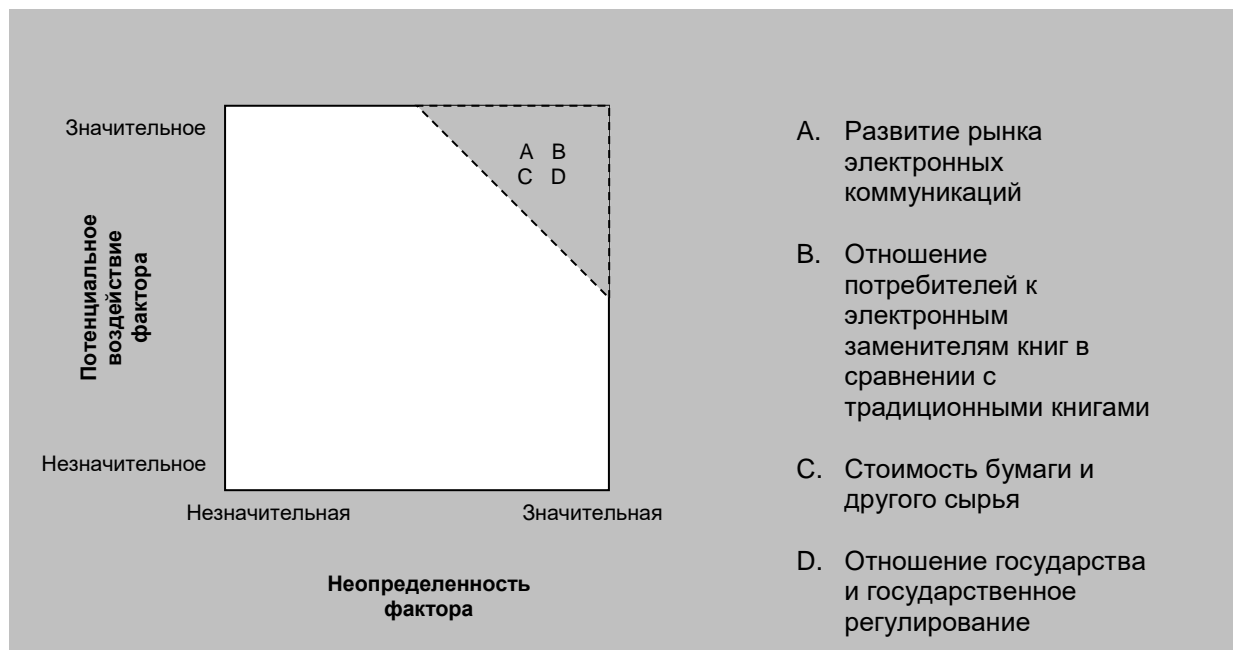 Значительное
A B
C D
Потенциальное
воздействие
фактора
Незначительное
Незначительная
Значительная
Неопределенность
фактора
A. Развитие рынка
электронных
коммуникаций
B. Отношение
потребителей к
электронным
заменителям книг в
сравнении с
традиционными книгами
C. Стоимость бумаги и
другого сырья
D. Отношение государства
и государственное
регулирование